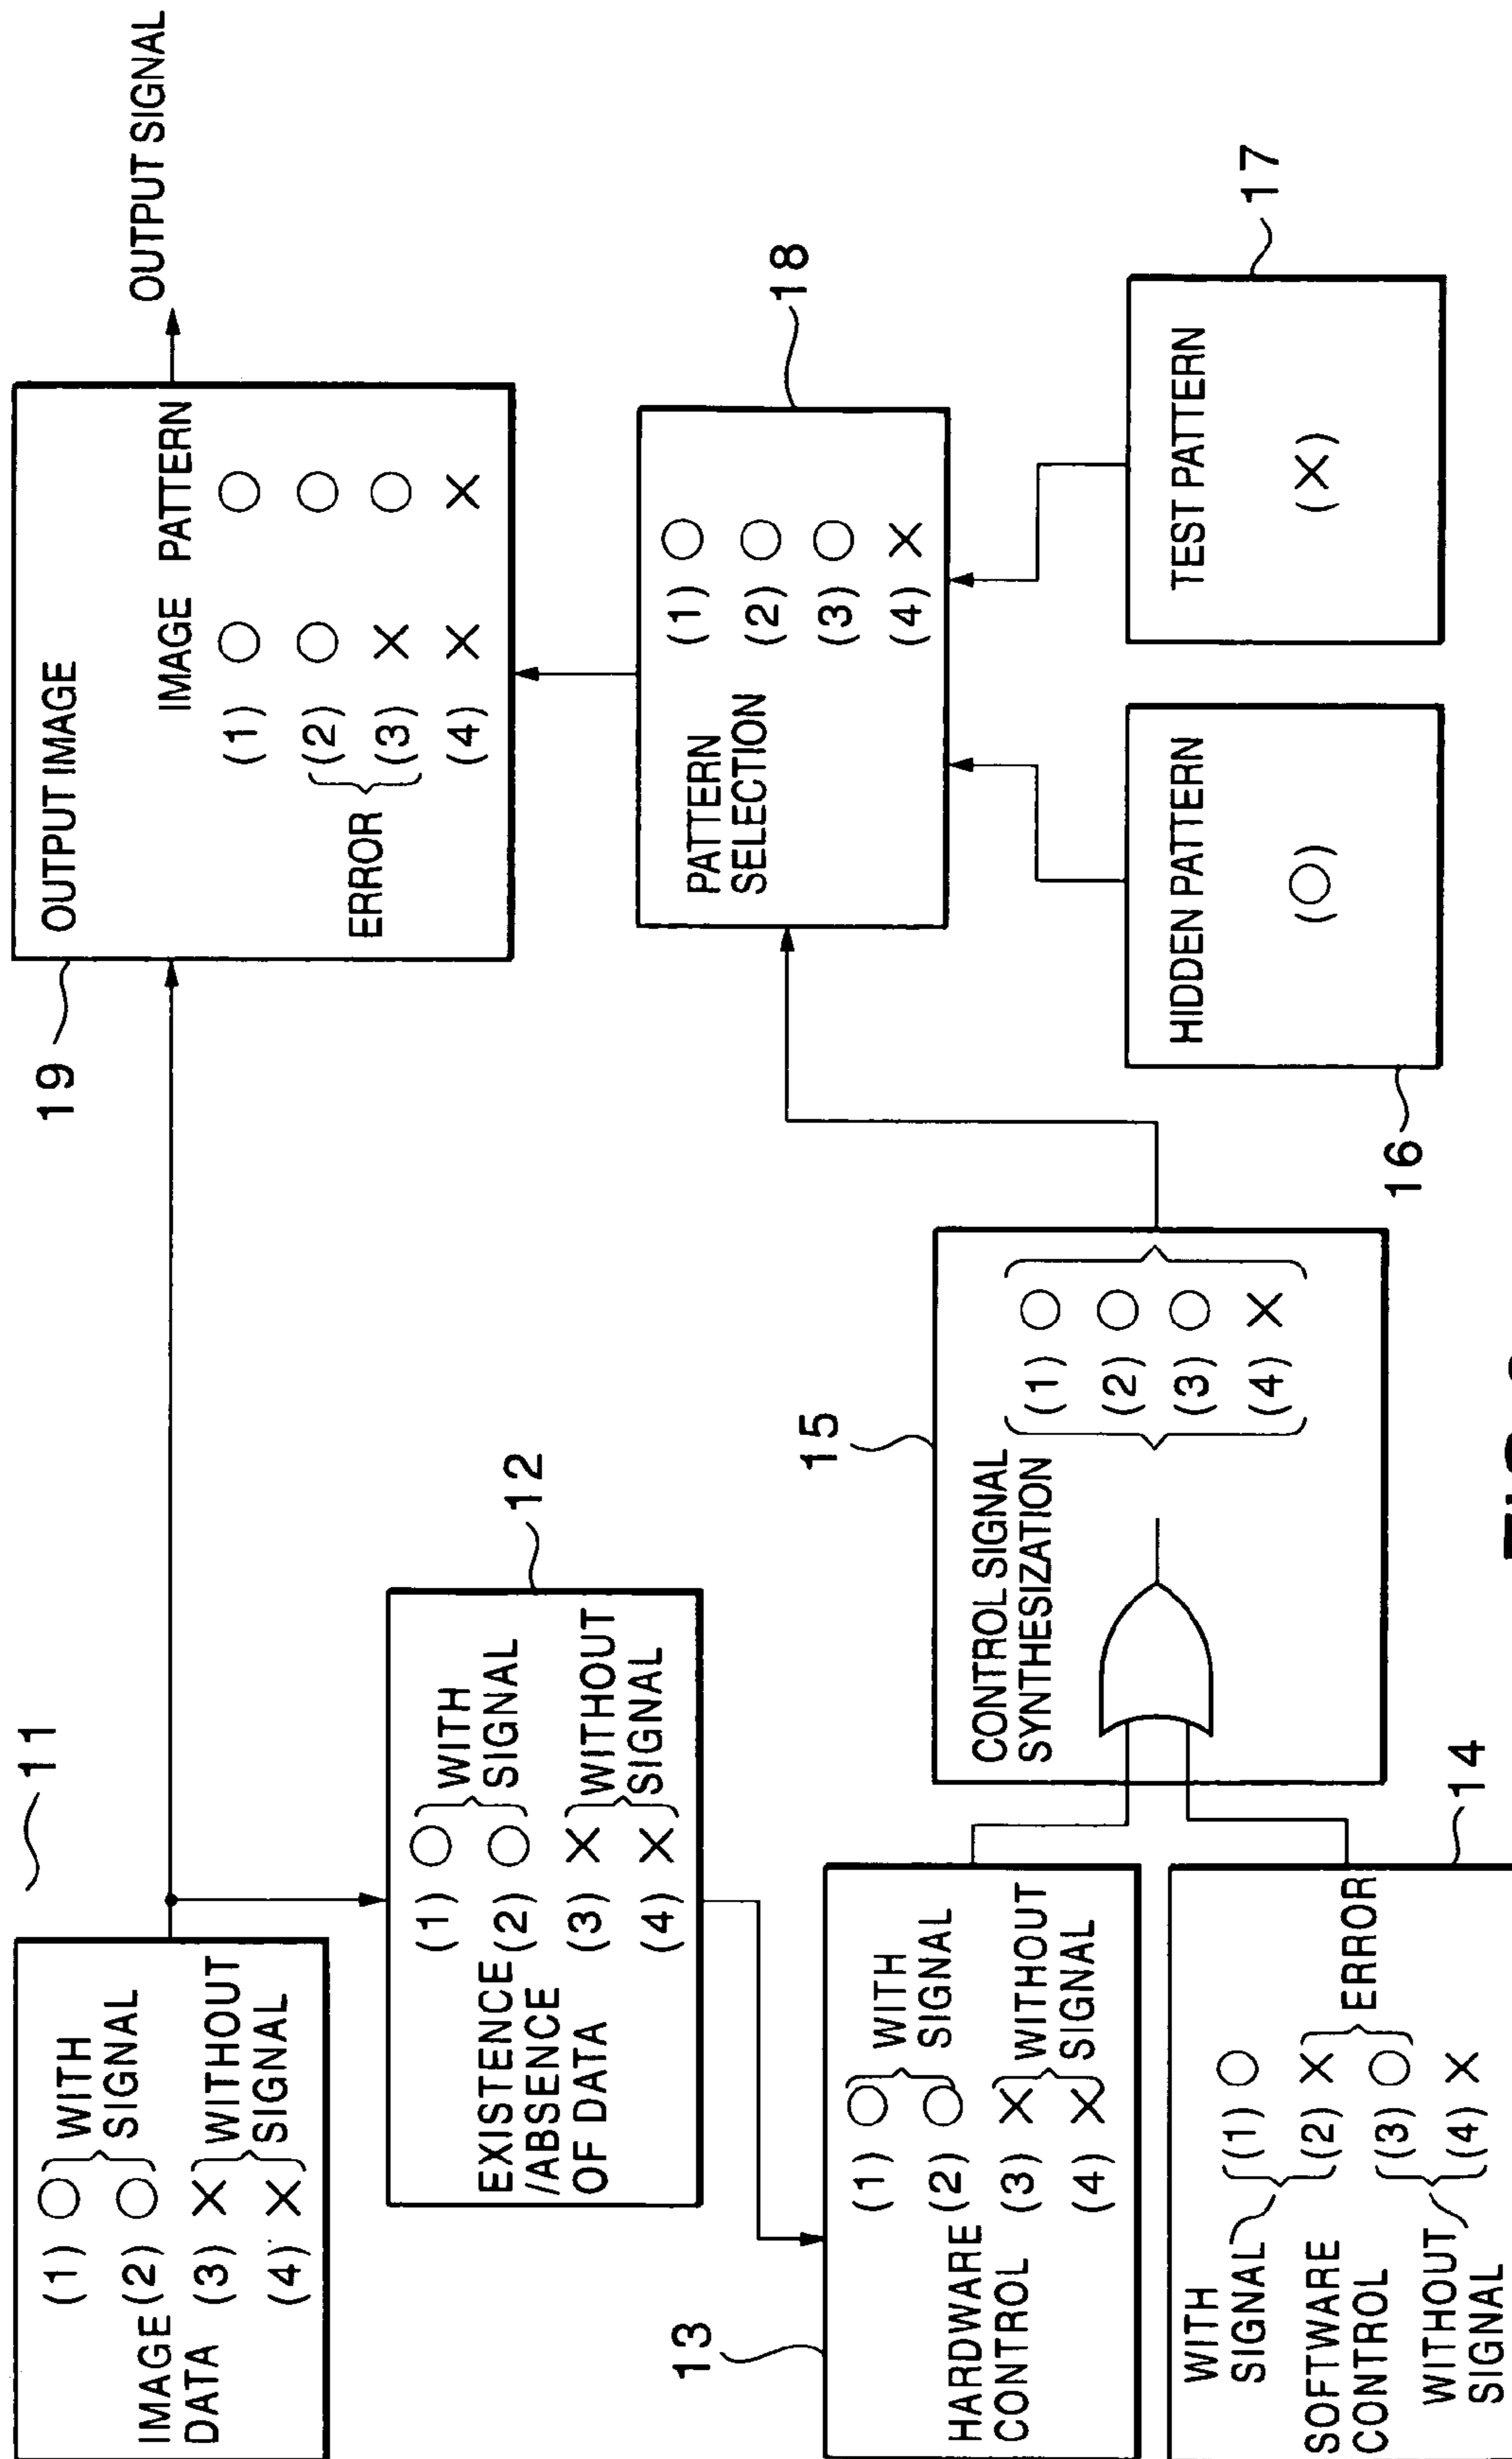 11
IMAGE DATA
(1) ○
(2) ○
WITH SIGNAL
(3) ×
(4) ×
WITHOUT SIGNAL
12
EXISTENCE
/ABSENCE
OF DATA
(1) ○
(2) ○
WITH
SIGNAL
(3) ×
(4) ×
WITHOUT
SIGNAL
13
HARDWARE
CONTROL
(1) ○
(2) ○
WITH
SIGNAL
(3) ×
(4) ×
WITHOUT
SIGNAL
14
WITH
SIGNAL
SOFTWARE
CONTROL
WITHOUT
SIGNAL
(1) ○
(2) ×
(3) ○
(4) ×
ERROR
15
CONTROL SIGNAL
SYNTHESIZATION
(1) ○
(2) ○
(3) ○
(4) ×
16
HIDDEN PATTERN
(○)
17
TEST PATTERN
(×)
18
PATTERN
SELECTION
(1) ○
(2) ○
(3) ○
(4) ×
19
OUTPUT IMAGE
IMAGE PATTERN
(1) ○ ○
(2) ○ ○
(3) × ○
(4) × ×
ERROR
OUTPUT SIGNAL